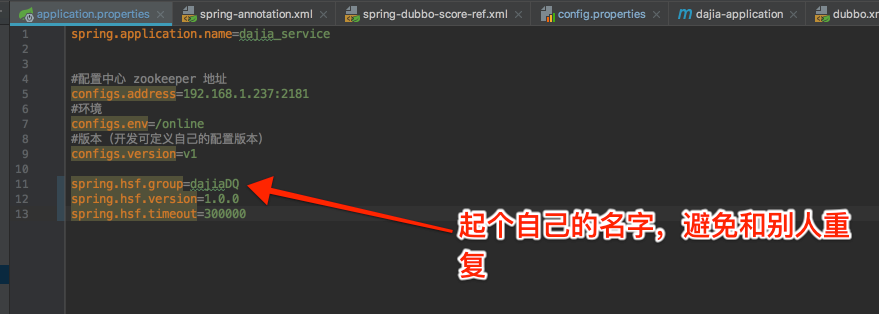 application.properties × spring-annotation.xml × spring-dubbo-score-ref.xml × config.properties × dajia-application × dubbo.xm
1 spring.application.name=dajia_service
2
3
4 #配置中心 zookeeper 地址
5 configs.address=192.168.1.237:2181
6 #环境
7 configs.env=/online
8 #版本（开发可定义自己的配置版本）
9 configs.version=v1
10
11 spring.hsf.group=dajiaDQ
12 spring.hsf.version=1.0.0
13 spring.hsf.timeout=300000
起个自己的名字，避免和别人重
复